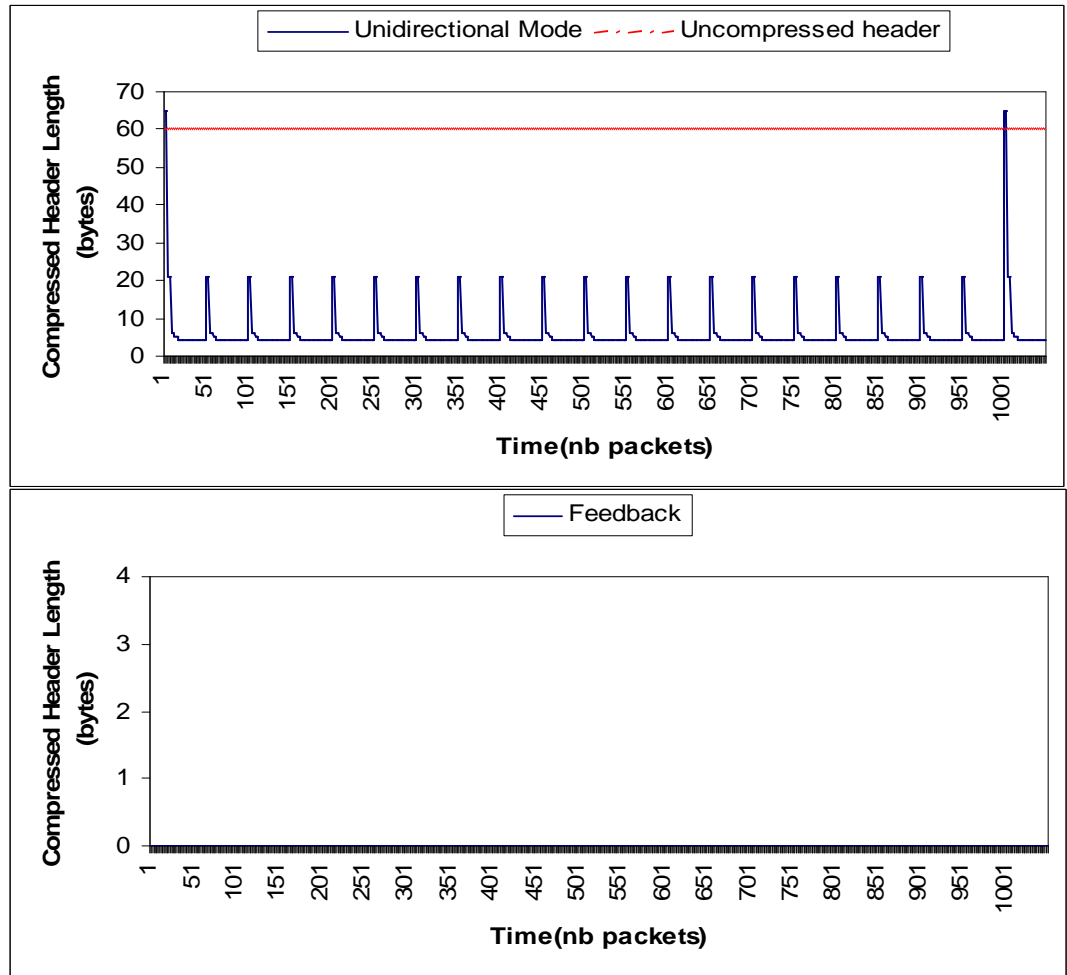 Unidirectional Mode Uncompressed header
Compressed Header Length
(bytes)
70
60
50
40
30
20
10
0
1 51 101 151 201 251 301 351 401 451 501 551 601 651 701 751 801 851 901 951 1001
Time(nb packets)
Feedback
Compressed Header Length
(bytes)
4
3
2
1
0
1 51 101 151 201 251 301 351 401 451 501 551 601 651 701 751 801 851 901 951 1001
Time(nb packets)